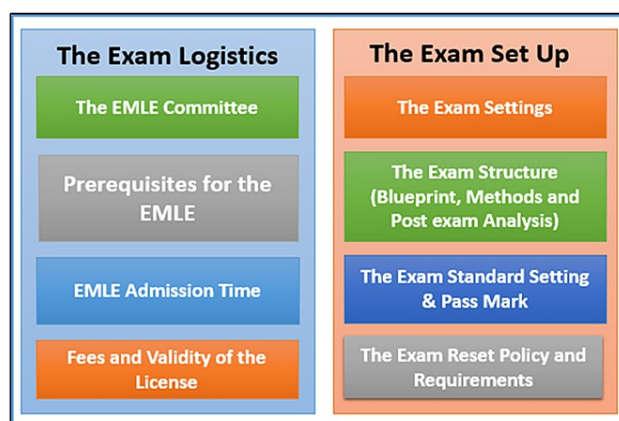 The Exam Logistics
The EMLE Committee
Prerequisites for the
EMLE
EMLE Admission Time
Fees and Validity of the
License
The Exam Set Up
The Exam Settings
The Exam Structure
(Blueprint, Methods and
Post exam Analysis)
The Exam Standard Setting
& Pass Mark
The Exam Reset Policy and
Requirements